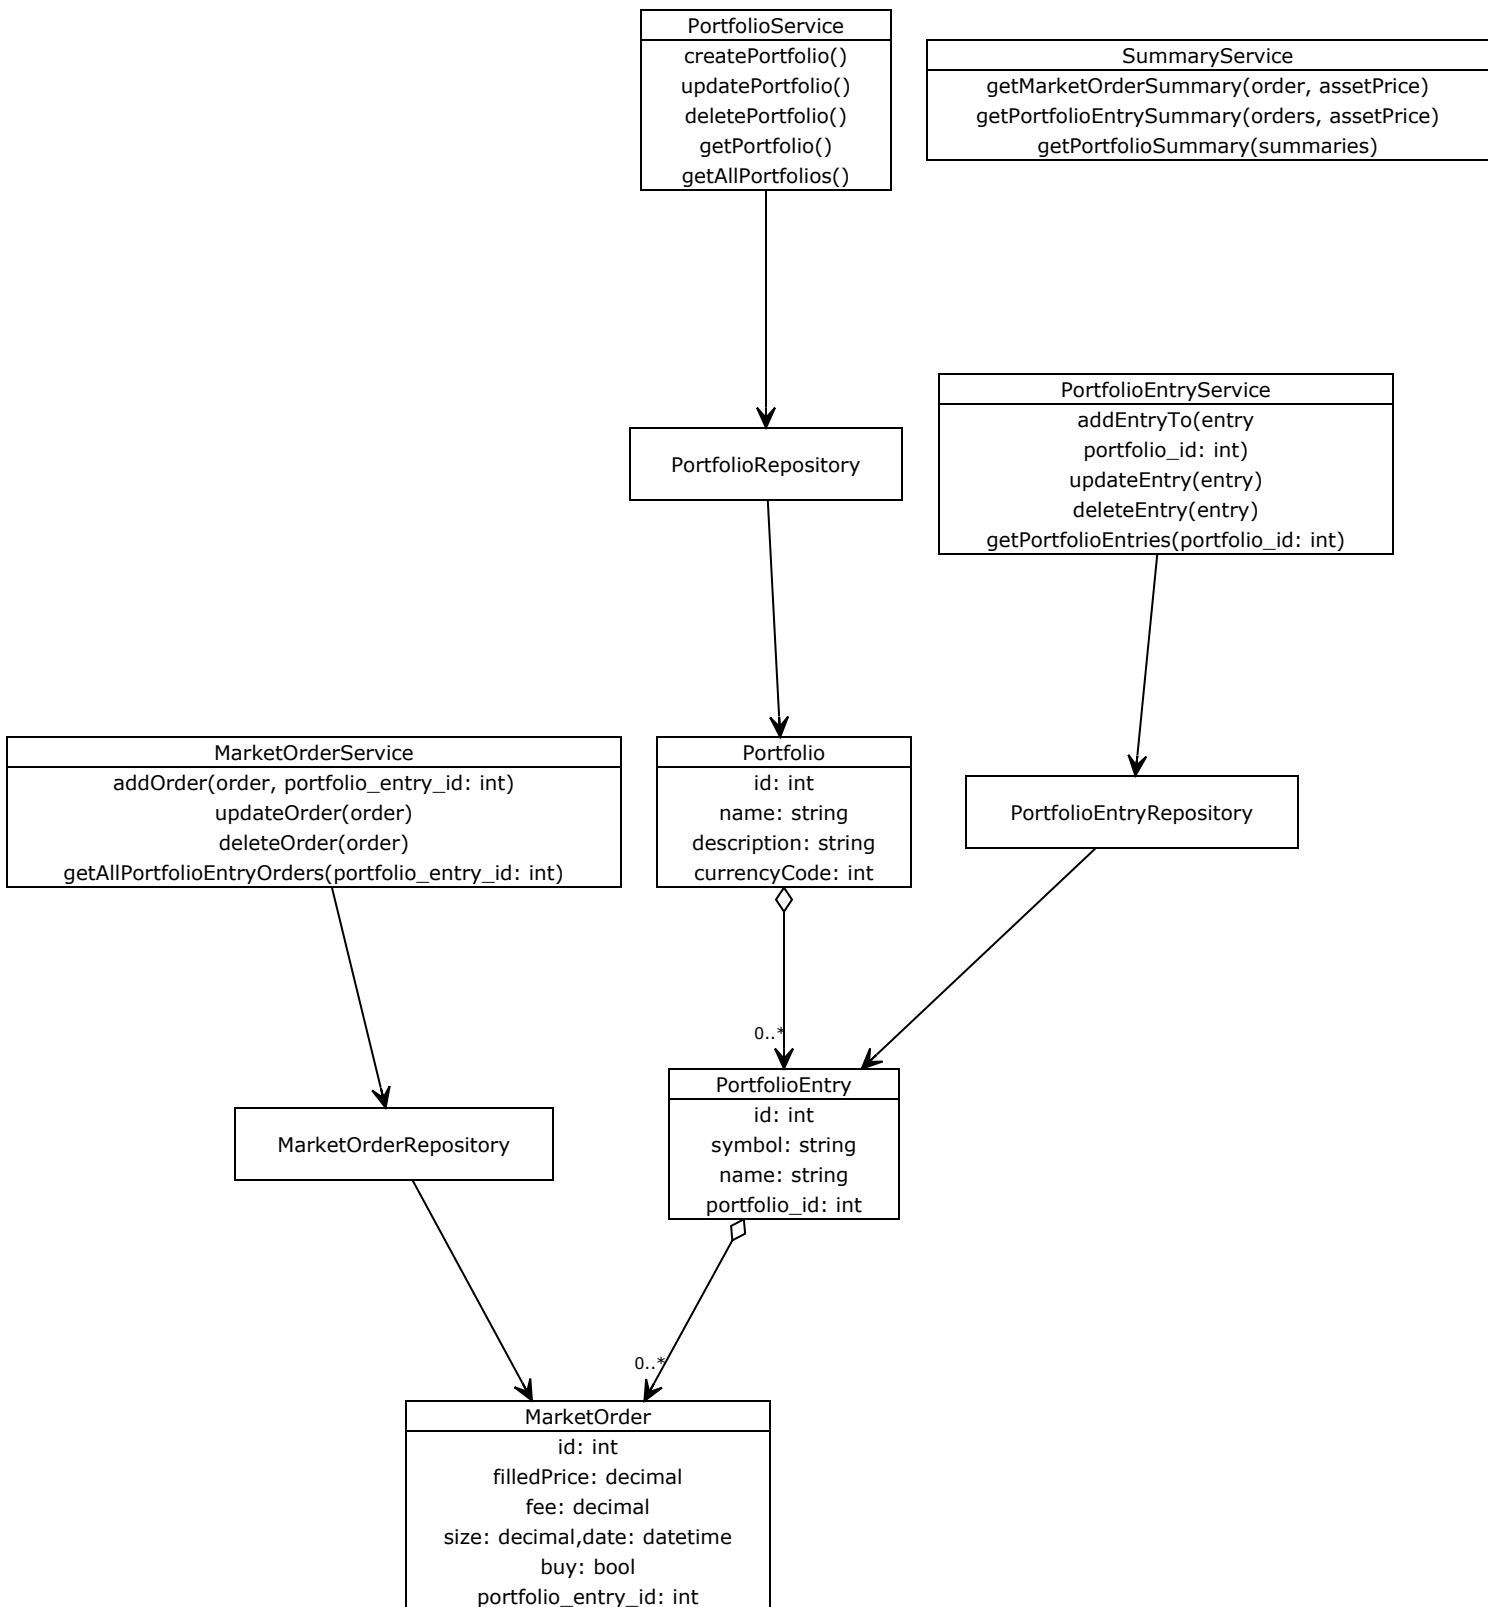 PortfolioService
createPortfolio()
updatePortfolio()
deletePortfolio()
getPortfolio()
getAllPortfolios()
SummaryService
getMarketOrderSummary(order, assetPrice)
getPortfolioEntrySummary(orders, assetPrice)
getPortfolioSummary(summaries)
PortfolioEntryService
addEntryTo(entry
portfolio_id: int)
updateEntry(entry)
deleteEntry(entry)
getPortfolioEntries(portfolio_id: int)
PortfolioRepository
MarketOrderService
addOrder(order, portfolio_entry_id: int)
updateOrder(order)
deleteOrder(order)
getAllPortfolioEntryOrders(portfolio_entry_id: int)
Portfolio
id: int
name: string
description: string
currencyCode: int
PortfolioEntryRepository
0..*
PortfolioEntry
id: int
symbol: string
name: string
portfolio_id: int
MarketOrderRepository
0..*
MarketOrder
id: int
filledPrice: decimal
fee: decimal
size: decimal,date: datetime
buy: bool
portfolio_entry_id: int